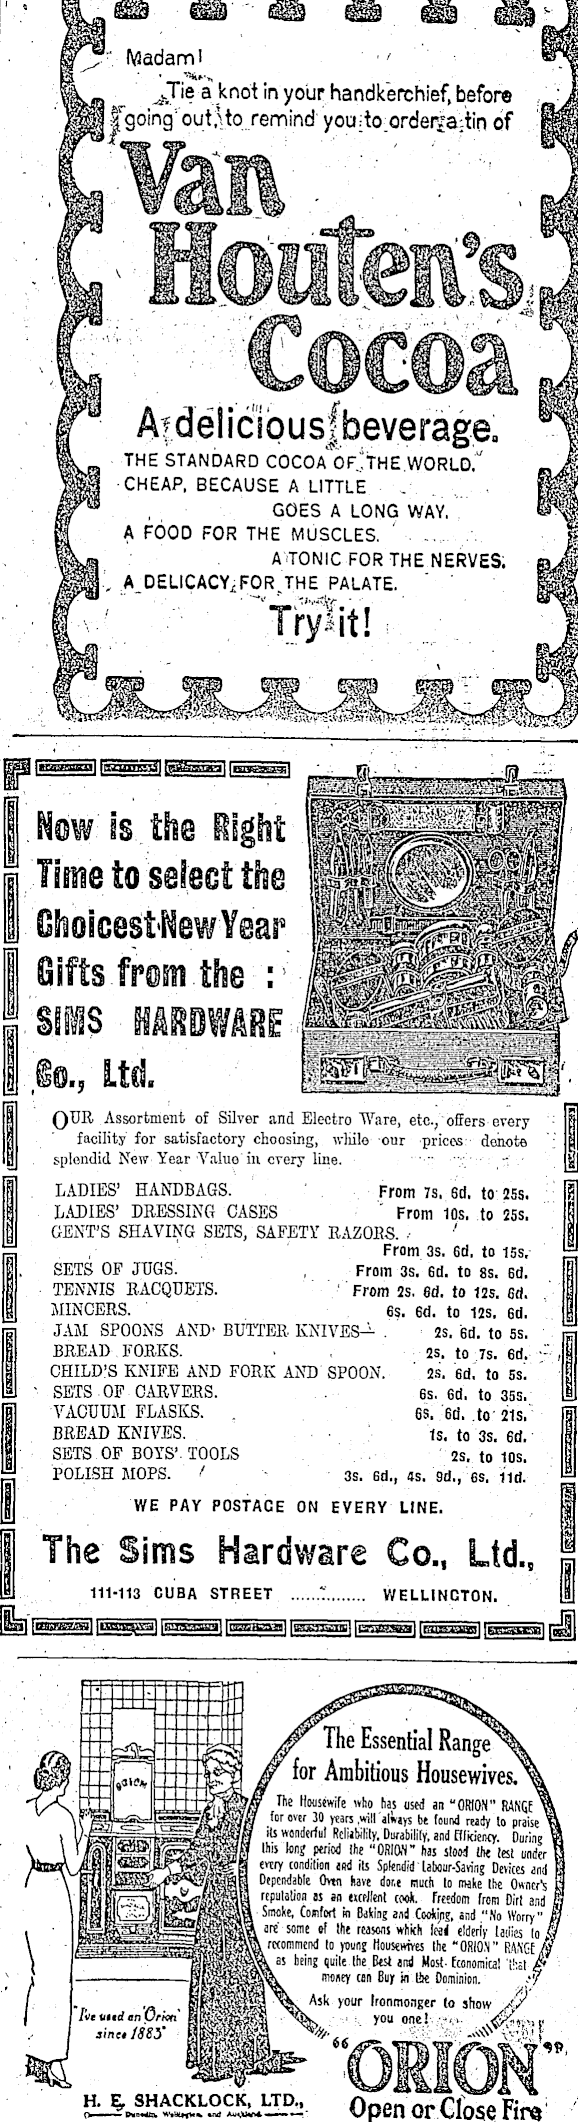 Madam!
Tie a knot in your handkerchief, before
going out, to remind you to order a tin of
Van
Houten's
Cocoa
A delicious beverage.
THE STANDARD COCOA OF THE WORLD.
CHEAP, BECAUSE A LITTLE
GOES A LONG WAY.
A FOOD FOR THE MUSCLES.
A TONIC FOR THE NERVES.
A DELICACY FOR THE PALATE.
Try it!
Now is the Right
Time to select the
Choicest New Year
Gifts from the :
SIMS HARDWARE
Co., Ltd.
OUR Assortment of Silver and Electro Ware, etc., offers every
facility for satisfactory choosing, while our prices denote
splendid New Year Value in every line.
LADIES' HANDBAGS. From 7s. 6d. to 25s.
LADIES' DRESSING CASES From 10s. to 25s.
GENT'S SHAVING SETS, SAFETY RAZORS.
From 3s. 6d. to 15s.
SETS OF JUGS. From 3s. 6d. to 8s. 6d.
TENNIS RACQUETS. From 2s. 6d. to 12s. 6d.
MINCERS. 6s. 6d. to 12s. 6d.
JAM SPOONS AND BUTTER KNIVES— 2s. 6d. to 5s.
BREAD FORKS. 2s. to 7s. 6d.
CHILD'S KNIFE AND FORK AND SPOON. 2s. 6d. to 5s.
SETS OF CARVERS. 6s. 6d. to 35s.
VACUUM FLASKS. 6s. 6d. to 21s.
BREAD KNIVES. 1s. to 3s. 6d.
SETS OF BOYS' TOOLS 2s. to 10s.
POLISH MOPS. 3s. 6d., 4s. 9d., 6s. 11d.
WE PAY POSTAGE ON EVERY LINE.
The Sims Hardware Co., Ltd.,
111-113 CUBA STREET .............. WELLINGTON.
ORION
The Essential Range
for Ambitious Housewives.
The Housewife who has used an "ORION" RANGE
for over 30 years will always be found ready to praise
its wonderful Reliability, Durability, and Efficiency. During
this long period the "ORION" has stood the test under
every condition and its Splendid Labour-Saving Devices and
Dependable Oven have done much to make the Owner's
reputation as an excellent cook. Freedom from Dirt and
Smoke, Comfort in Baking and Cooking, and "No Worry"
are some of the reasons which lead elderly Ladies to
recommend to young Housewives the "ORION" RANGE
as being quite the Best and Most Economical that
money can Buy in the Dominion.
Ask your Ironmonger to show
you one!
"I've used an 'Orion'
since 1883"
"ORION"
Open or Close Fire
H. E. SHACKLOCK, LTD.,
Dunedin, Wellington and Auckland